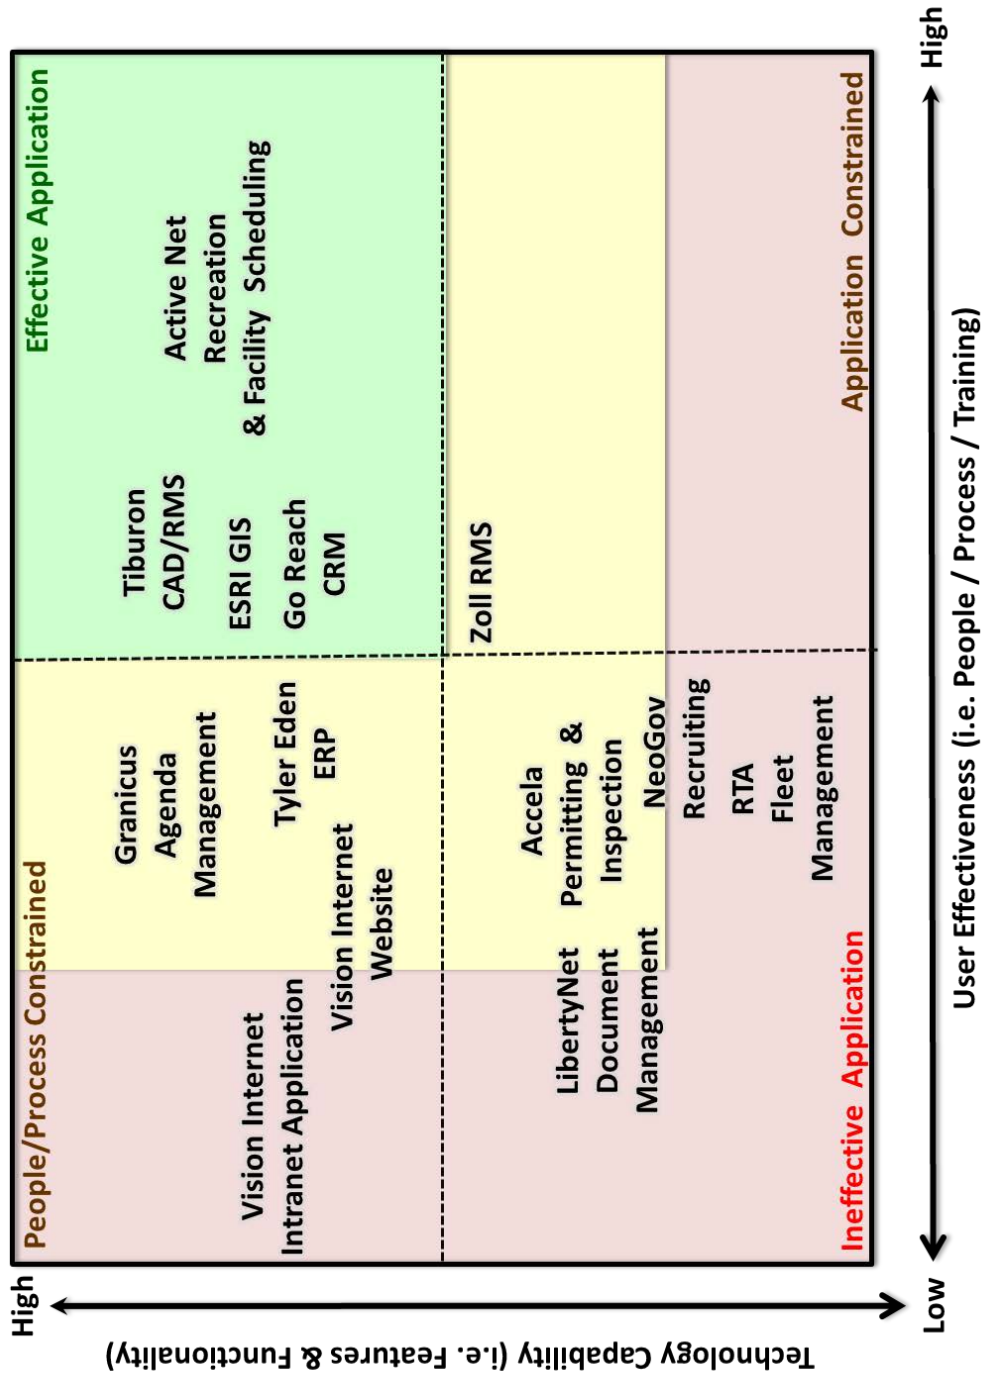 High
Technology Capability (i.e. Features & Functionality)
Low
People/Process Constrained
Effective Application
Granicus
Agenda
Management
Tyler Eden
ERP
Vision Internet
Intranet Application
Vision Internet
Website
Tiburon
CAD/RMS
ESRI GIS
Go Reach
CRM
Active Net
Recreation
& Facility Scheduling
Zoll RMS
Accela
Permitting &
Inspection
LibertyNet
Document
Management
NeoGov
Recruiting
RTA
Fleet
Management
Ineffective Application
Application Constrained
High
User Effectiveness (i.e. People / Process / Training)